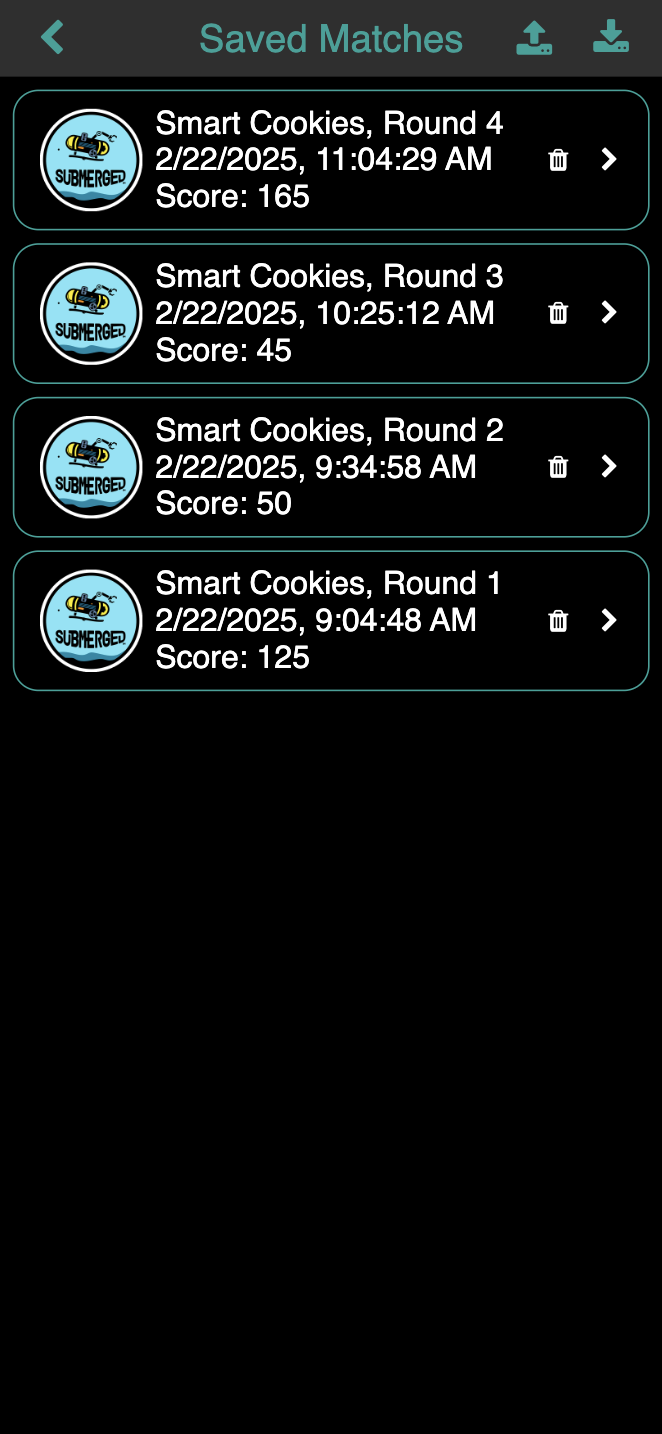 Saved Matches
Smart Cookies, Round 4
2/22/2025, 11:04:29 AM
Score: 165
SUBMERGED
Smart Cookies, Round 3
2/22/2025, 10:25:12 AM
Score: 45
SUBMERGED
Smart Cookies, Round 2
2/22/2025, 9:34:58 AM
Score: 50
SUBMERGED
Smart Cookies, Round 1
2/22/2025, 9:04:48 AM
Score: 125
SUBMERGED